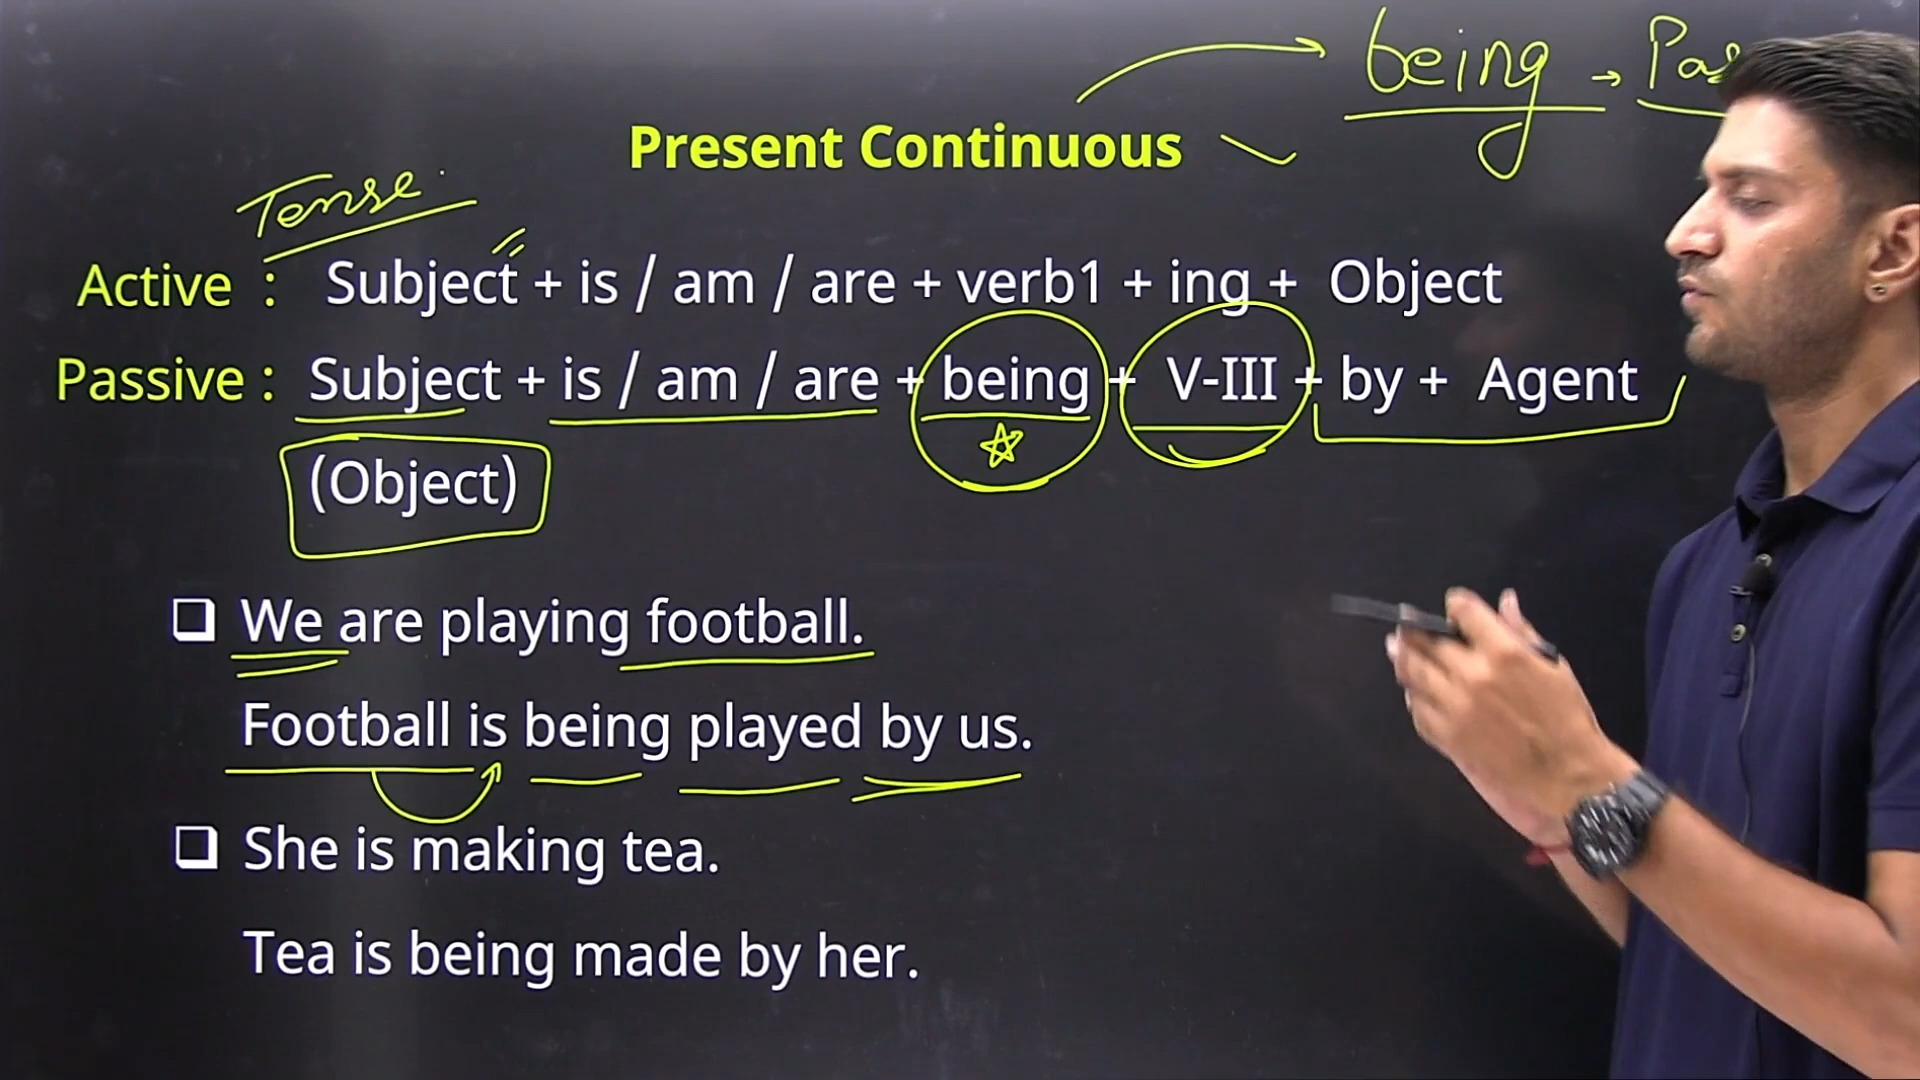 being →
Present Continuous
Tense
Active : Subject + is / am / are + verb1 + ing + Object
Passive : Subject + is / am / are + being + V-III + by + Agent
(Object)
❑ We are playing football.
Football is being played by us.
❑ She is making tea.
Tea is being made by her.